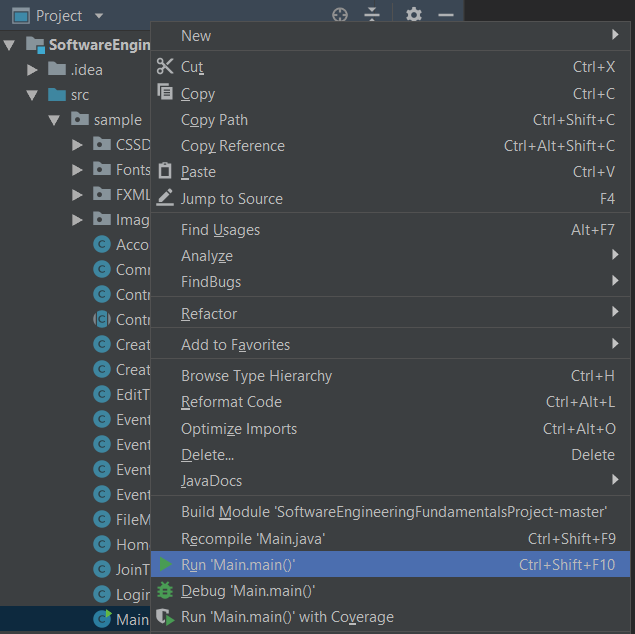 Project
SoftwareEngin
New
.idea
Cut Ctrl+X
src
Copy Ctrl+C
sample
Copy Path Ctrl+Shift+C
CSSD
Copy Reference Ctrl+Alt+Shift+C
Fonts
Paste Ctrl+V
FXML
Jump to Source F4
Imag
Find Usages Alt+F7
Acco
Analyze
Comm
FindBugs
Contr
Refactor
Contr
Add to Favorites
Creat
Browse Type Hierarchy Ctrl+H
Creat
Reformat Code Ctrl+Alt+L
EditT
Optimize Imports Ctrl+Alt+O
Event
Delete... Delete
Event
JavaDocs
Event
Event
Build Module 'SoftwareEngineeringFundamentalsProject-master'
FileM
Recompile 'Main.java' Ctrl+Shift+F9
Home
Run 'Main.main()' Ctrl+Shift+F10
JoinT
Debug 'Main.main()'
Login
Run 'Main.main()' with Coverage
Main